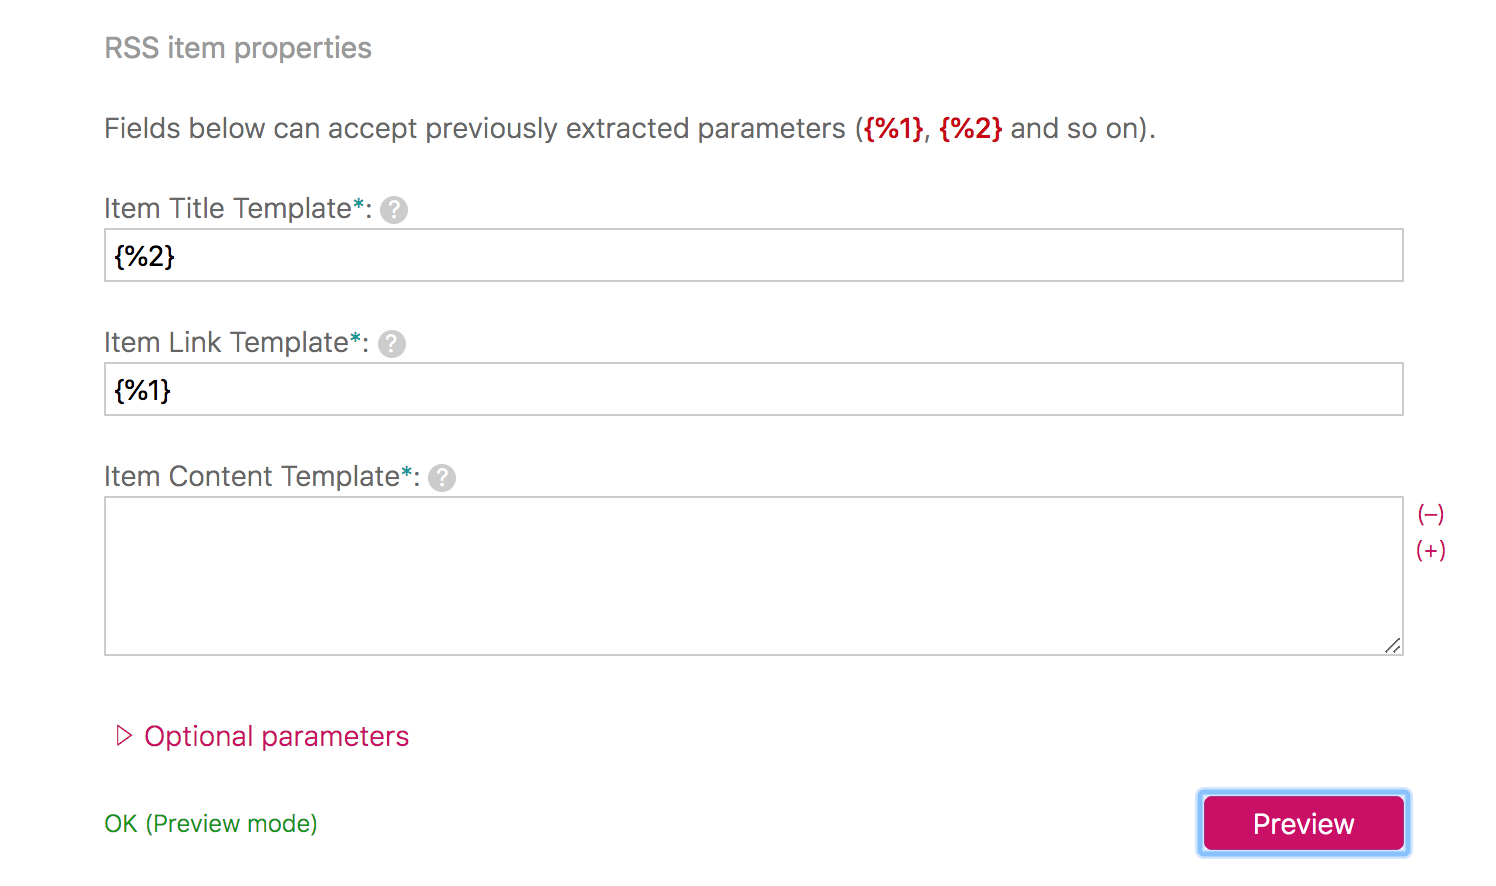 RSS item properties
Fields below can accept previously extracted parameters ({%1}, {%2} and so on).
Item Title Template*: ?
{%2}
Item Link Template*: ?
{%1}
Item Content Template*: ?
(–)
(+)
Optional parameters
OK (Preview mode)
Preview